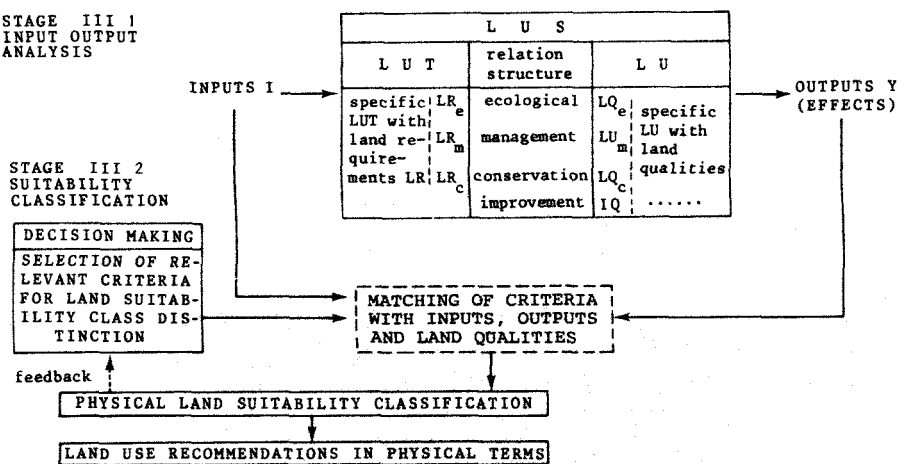 STAGE III 1
INPUT OUTPUT
ANALYSIS
INPUTS I
L U S
L U T
relation
structure
L U
specific
LUT with
land re-
quire-
ments LR
LRe
LRm
LRc
ecological
management
conservation
improvement
LQe
LUm
LQc
IQ
specific
LU with
land
qualities
......
OUTPUTS Y
(EFFECTS)
STAGE III 2
SUITABILITY
CLASSIFICATION
DECISION MAKING
SELECTION OF RE-
LEVANT CRITERIA
FOR LAND SUITAB-
ILITY CLASS DIS-
TINCTION
MATCHING OF CRITERIA
WITH INPUTS, OUTPUTS
AND LAND QUALITIES
feedback
PHYSICAL LAND SUITABILITY CLASSIFICATION
LAND USE RECOMMENDATIONS IN PHYSICAL TERMS